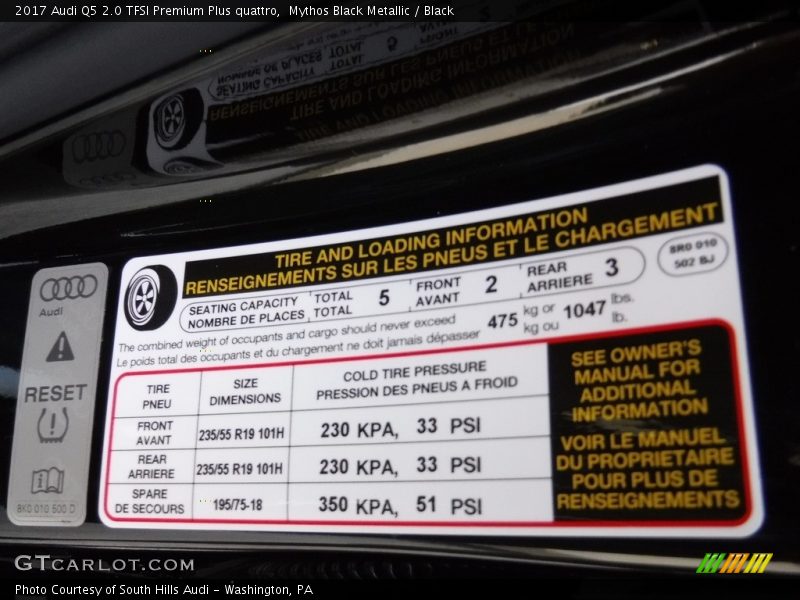 2017 Audi Q5 2.0 TFSI Premium Plus quattro, Mythos Black Metallic / Black
TIRE AND LOADING INFORMATION
RENSEIGNEMENTS SUR LES PNEUS ET LE CHARGEMENT
SEATING CAPACITY TOTAL 5 FRONT 2 REAR 3
NOMBRE DE PLACES TOTAL AVANT ARRIERE
8R0 010
502 BJ
The combined weight of occupants and cargo should never exceed 475 kg or 1047 lbs.
Le poids total des occupants et du chargement ne doit jamais dépasser kg ou lb.
TIRE SIZE COLD TIRE PRESSURE
PNEU DIMENSIONS PRESSION DES PNEUS A FROID
FRONT
AVANT 235/55 R19 101H 230 KPA, 33 PSI
REAR
ARRIERE 235/55 R19 101H 230 KPA, 33 PSI
SPARE
DE SECOURS 195/75-18 350 KPA, 51 PSI
SEE OWNER'S
MANUAL FOR
ADDITIONAL
INFORMATION
VOIR LE MANUEL
DU PROPRIETAIRE
POUR PLUS DE
RENSEIGNEMENTS
Audi
RESET
8K0 010 500 D
GTCARLOT.COM
Photo Courtesy of South Hills Audi - Washington, PA